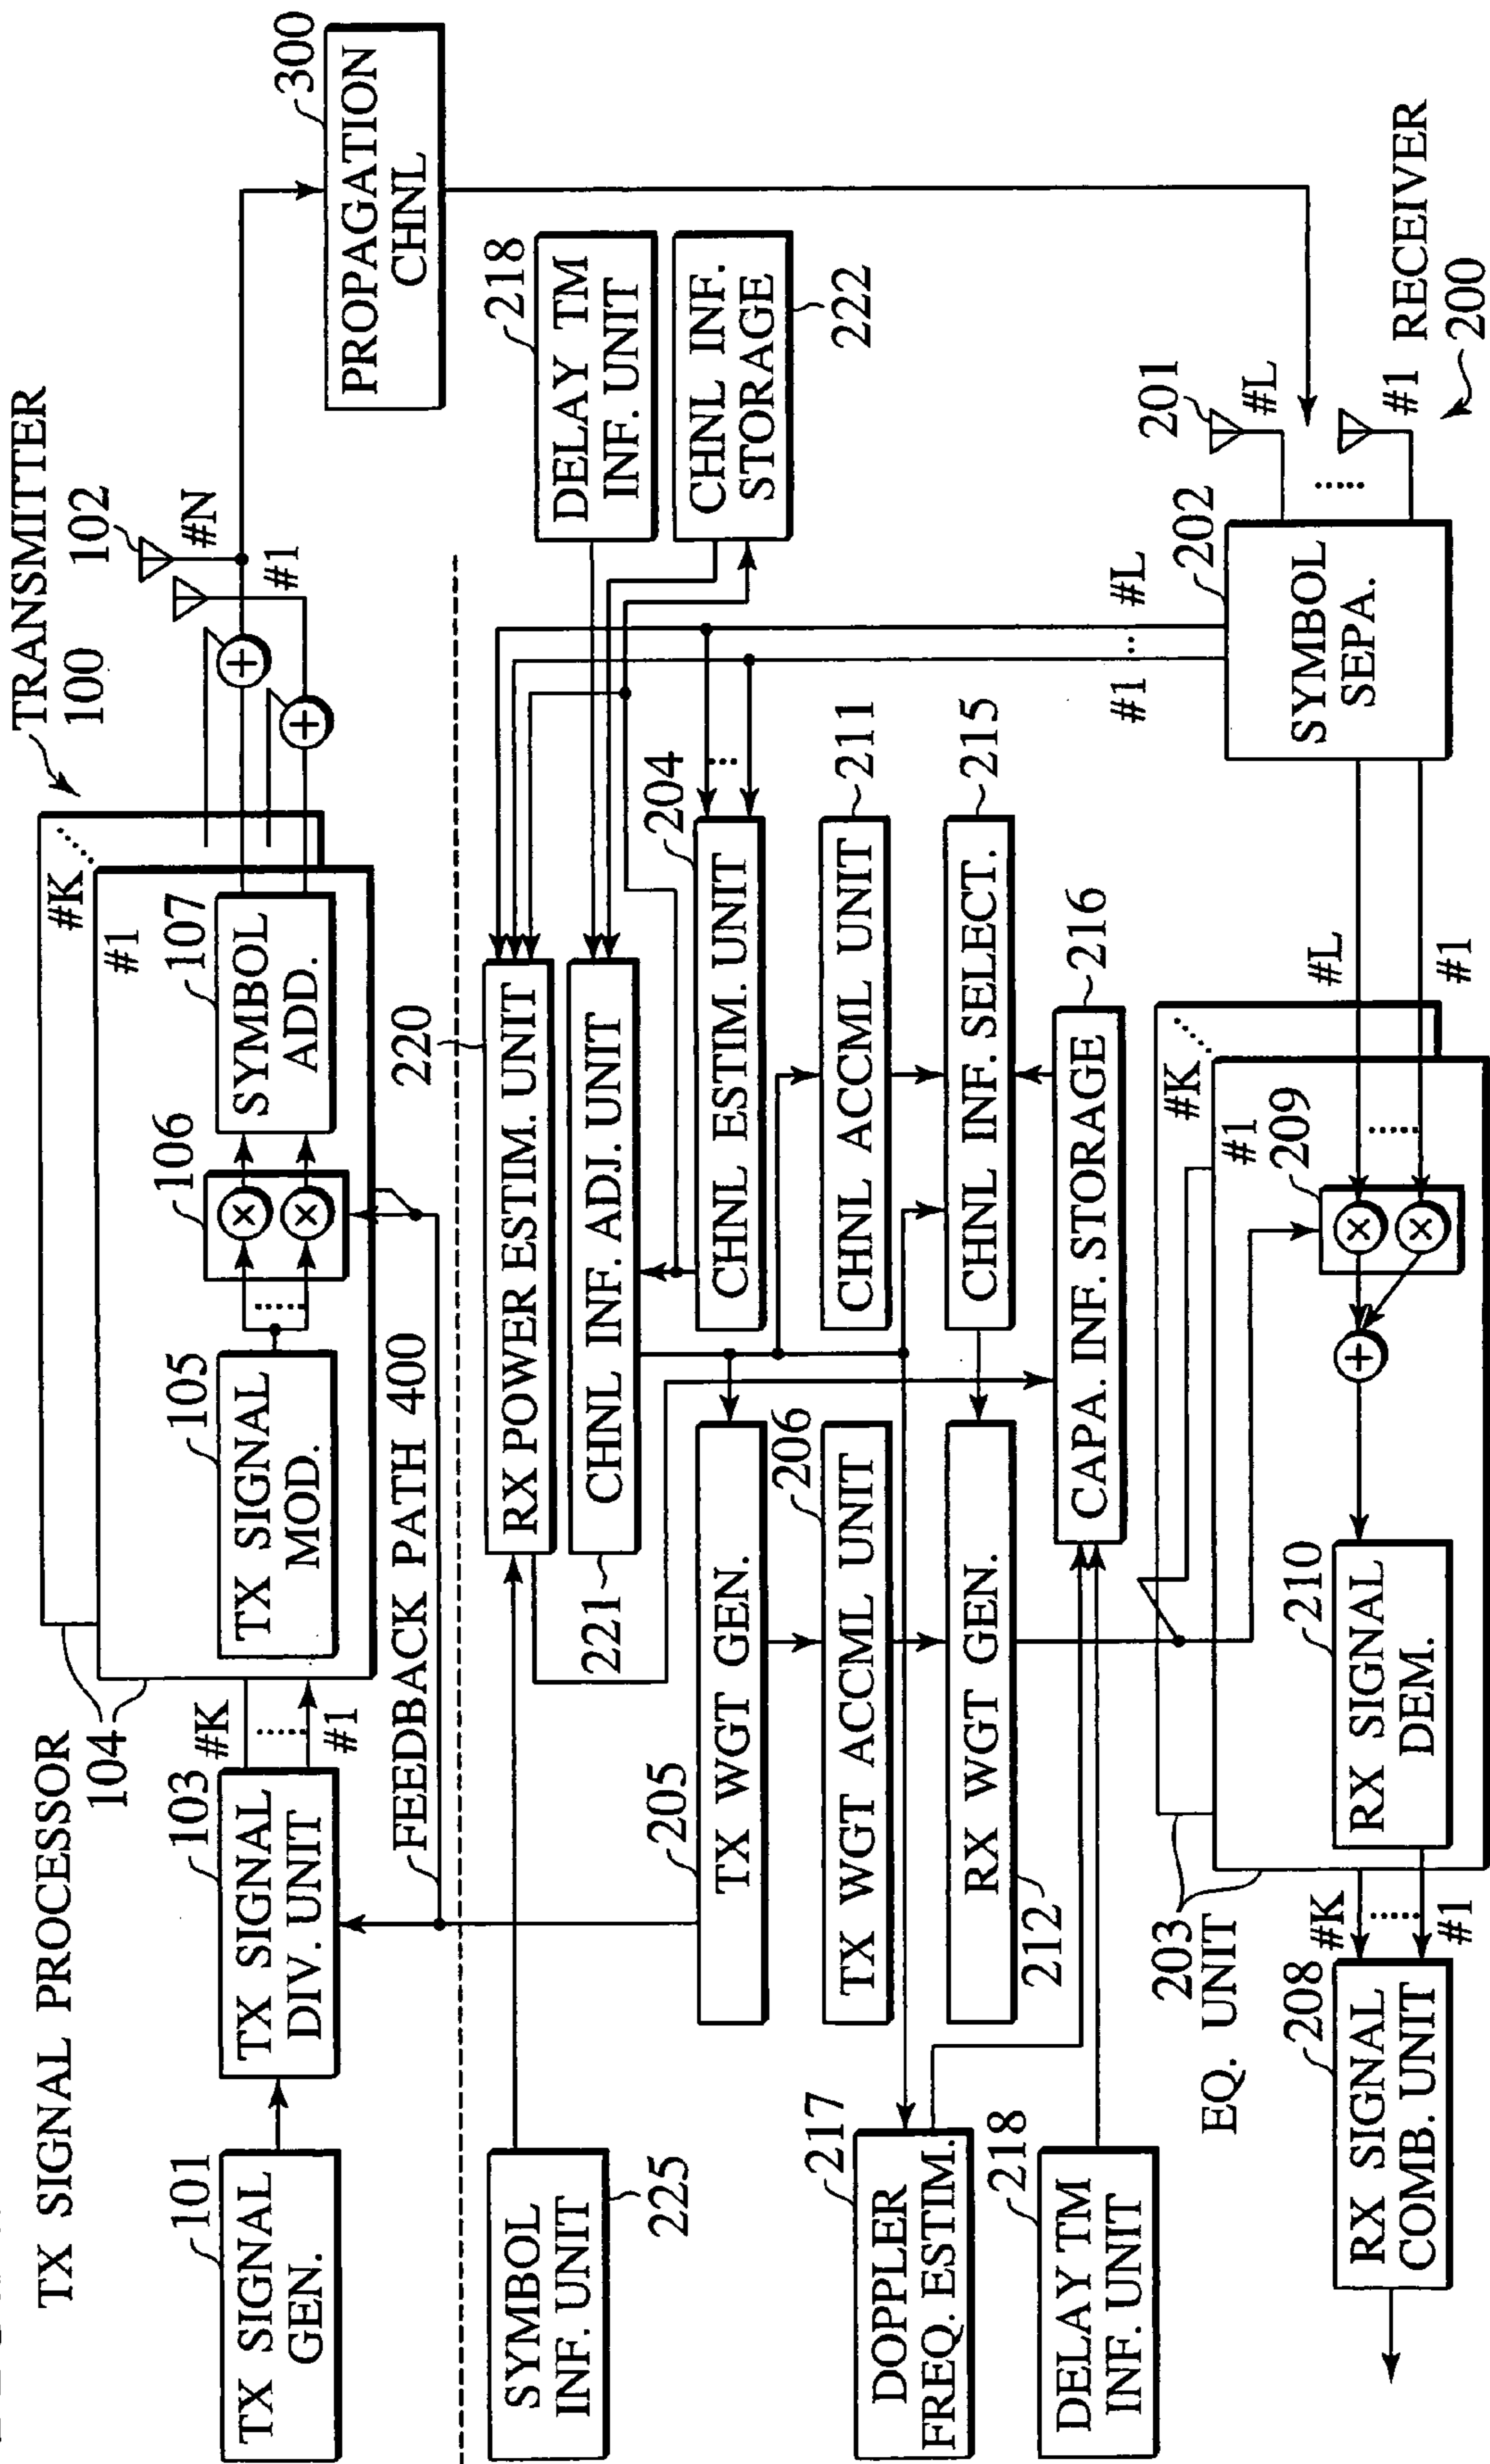 TX SIGNAL PROCESSOR
TRANSMITTER
100
101
TX SIGNAL
GEN.
103
TX SIGNAL
DIV. UNIT
104
#K
#1
105
TX SIGNAL
MOD.
106
107
SYMBOL
ADD.
#1
#K
102
#N
#1
300
PROPAGATION
CHNL
FEEDBACK PATH 400
220
SYMBOL
INF. UNIT
225
RX POWER ESTIM. UNIT
221
CHNL INF. ADJ. UNIT
218
DELAY TM
INF. UNIT
CHNL INF.
STORAGE
222
205
TX WGT GEN.
204
CHNL ESTIM. UNIT
206
TX WGT ACCML UNIT
CHNL ACCML UNIT
211
RX WGT GEN.
212
CHNL INF. SELECT.
215
217
DOPPLER
FREQ. ESTIM.
CAPA. INF. STORAGE
216
218
DELAY TM
INF. UNIT
#1
#L
202
SYMBOL
SEPA.
201
#L
#1
RECEIVER
200
203
EQ. UNIT
#K
#1
209
#L
#1
210
RX SIGNAL
DEM.
#K
#1
208
RX SIGNAL
COMB. UNIT